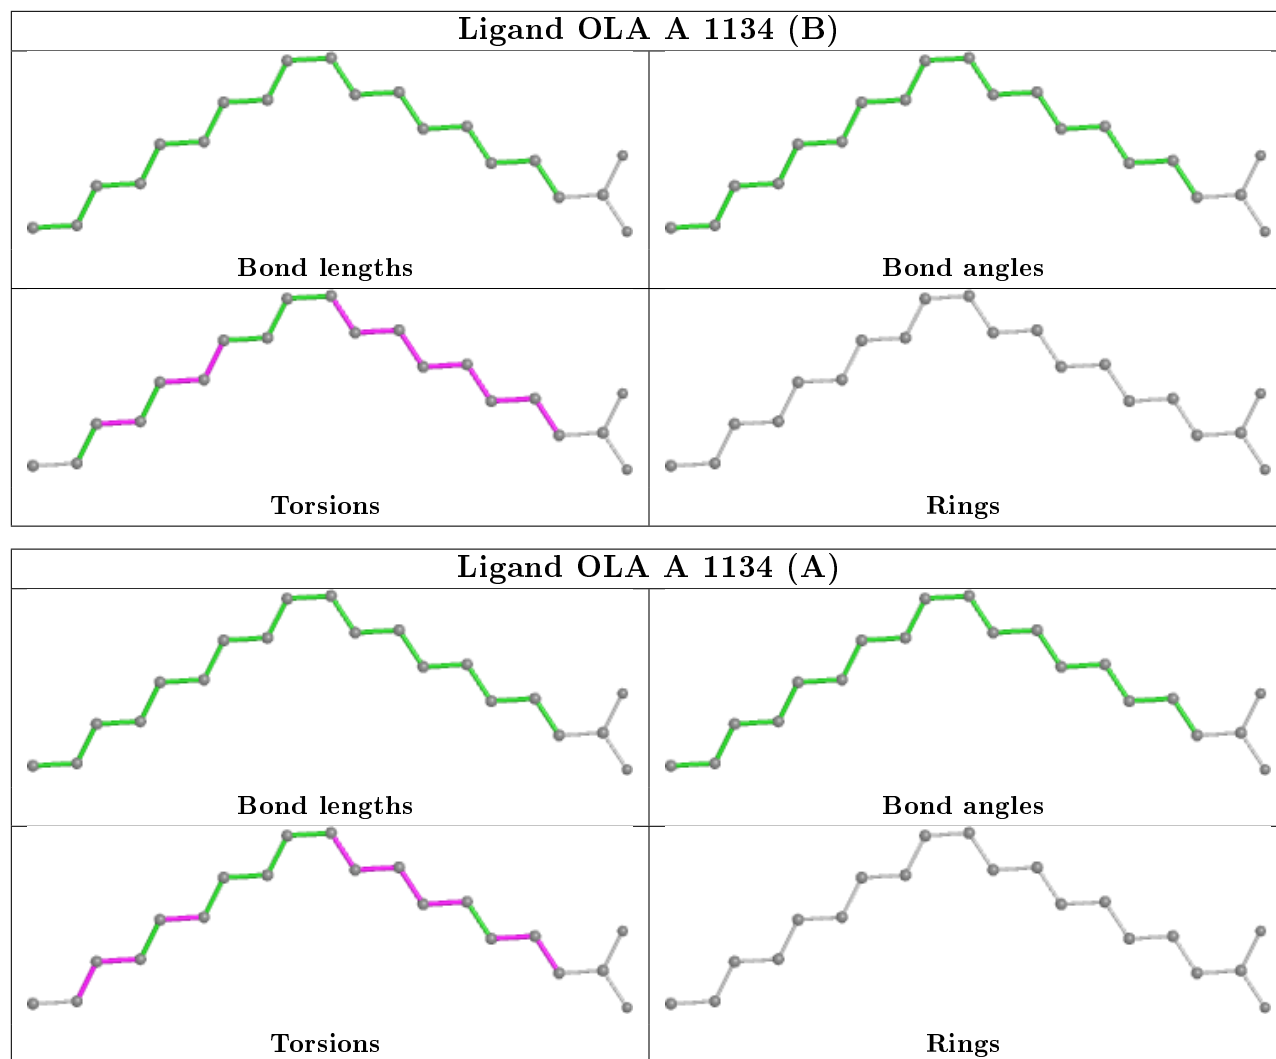 Ligand OLA A 1134 (B)
Bond lengths
Bond angles
Torsions
Rings
Ligand OLA A 1134 (A)
Bond lengths
Bond angles
Torsions
Rings